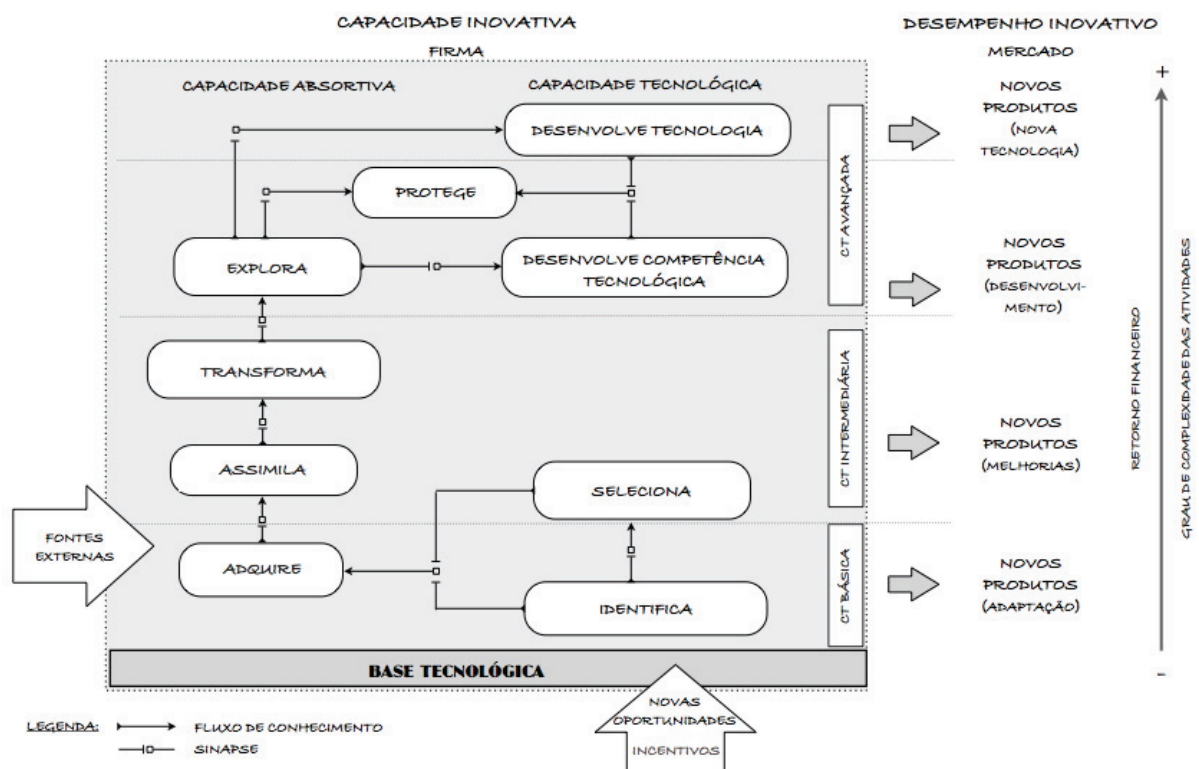 CAPACIDADE INOVATIVA
DESEMPENHO INOVATIVO
FIRMA
MERCADO
CAPACIDADE ABSORTIVA
CAPACIDADE TECNOLÓGICA
+
NOVOS
PRODUTOS
(NOVA
TECNOLOGIA)
DESENVOLVE TECNOLOGIA
PROTEGE
CT AVANÇADA
EXPLORA
DESENVOLVE COMPETÊNCIA
TECNOLÓGICA
NOVOS
PRODUTOS
(DESENVOLVI-
MENTO)
TRANSFORMA
ASSIMILA
SELECIONA
CT INTERMEDIÁRIA
NOVOS
PRODUTOS
(MELHORIAS)
RETORNO FINANCEIRO
GRAU DE COMPLEXIDADE DAS ATIVIDADES
FONTES
EXTERNAS
ADQUIRE
IDENTIFICA
CT BÁSICA
NOVOS
PRODUTOS
(ADAPTAÇÃO)
BASE TECNOLÓGICA
-
NOVAS
OPORTUNIDADES
INCENTIVOS
LEGENDA:
FLUXO DE CONHECIMENTO
SINAPSE